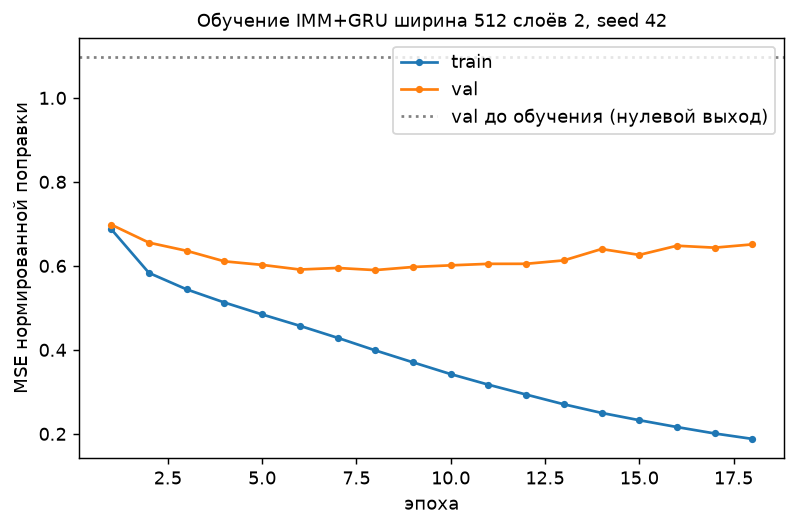 Обучение IMM+GRU ширина 512 слоёв 2, seed 42
train
val
val до обучения (нулевой выход)
MSE нормированной поправки
1.0
0.8
0.6
0.4
0.2
2.5 5.0 7.5 10.0 12.5 15.0 17.5
эпоха